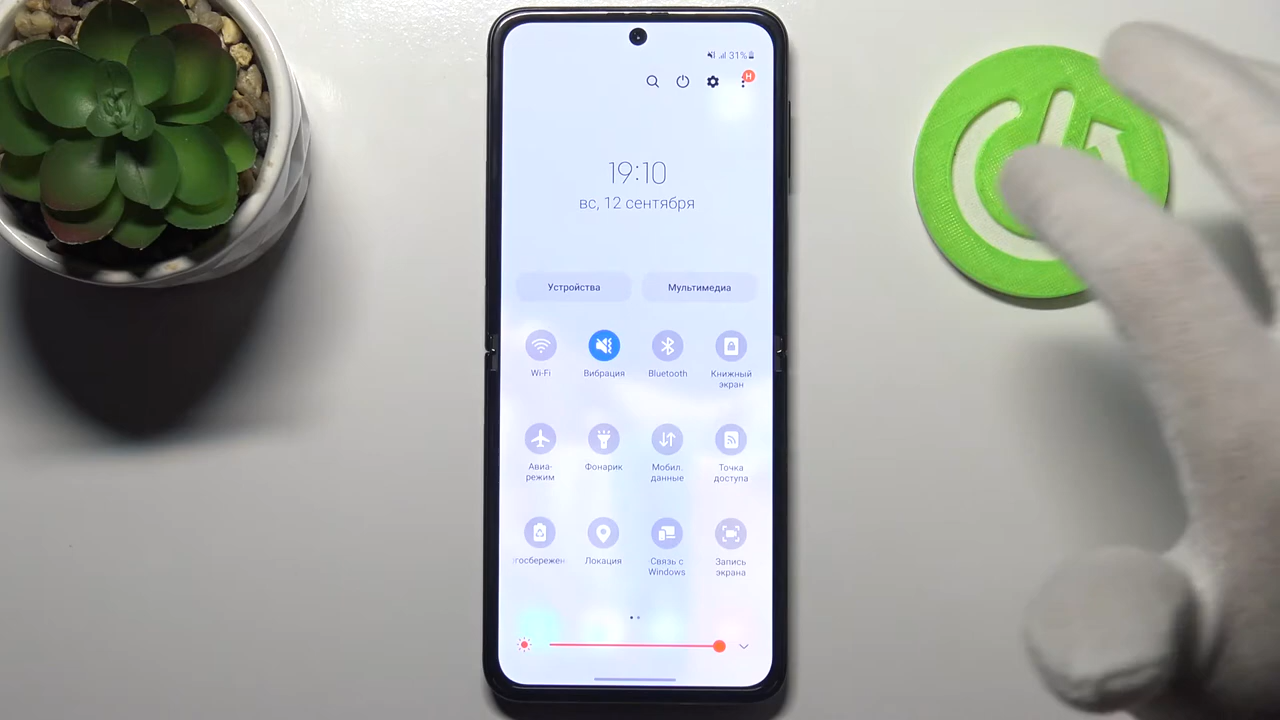 31%
H
19:10
вс, 12 сентября
Устройства
Мультимедиа
Wi-Fi
Вибрация
Bluetooth
Книжный
экран
Авиа-
режим
Фонарик
Мобил.
данные
Точка
доступа
госбережен
Локация
Связь с
Windows
Запись
экрана